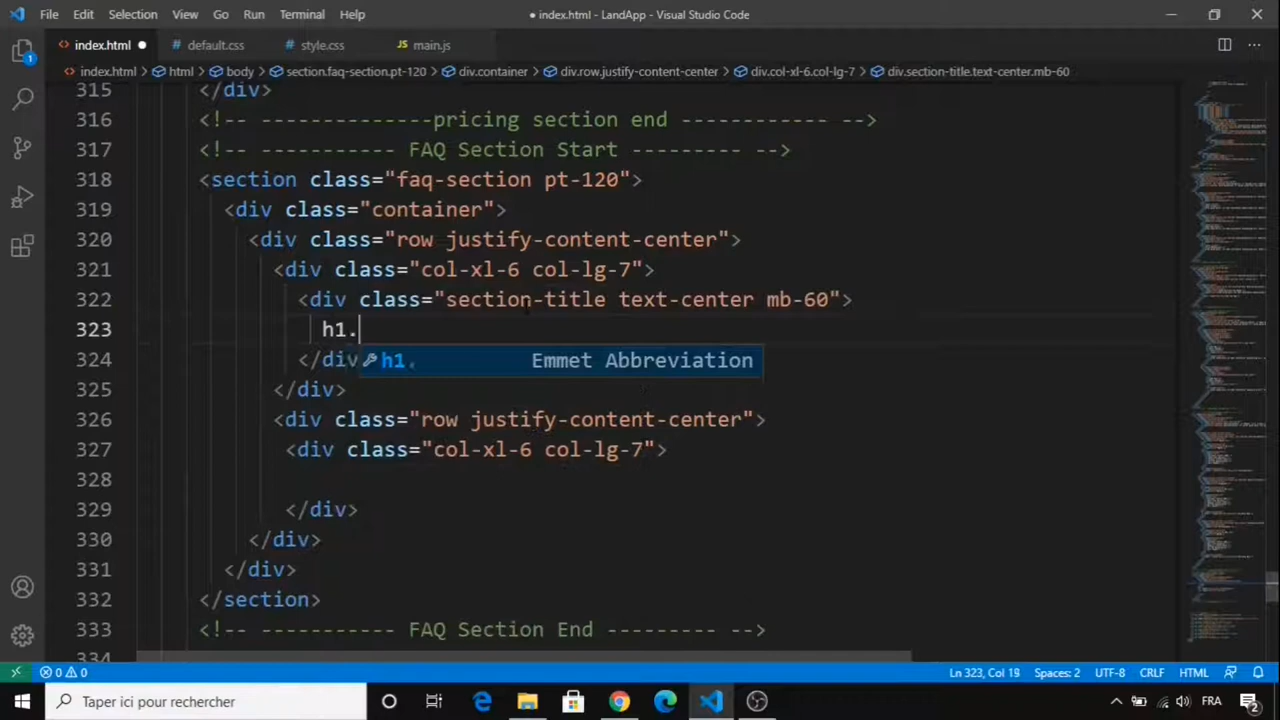 File Edit Selection View Go Run Terminal Help
● index.html - LandApp - Visual Studio Code
index.html ● # default.css # style.css JS main.js
index.html > html > body > section.faq-section.pt-120 > div.container > div.row.justify-content-center > div.col-xl-6.col-lg-7 > div.section-title.text-center.mb-60
1
315 </div>
316 <!-- --------------pricing section end ------------ -->
317 <!-- ----------- FAQ Section Start --------- -->
318 <section class="faq-section pt-120">
319 <div class="container">
320 <div class="row justify-content-center">
321 <div class="col-xl-6 col-lg-7">
322 <div class="section-title text-center mb-60">
323 h1.
324 </div
h1. Emmet Abbreviation
325 </div>
326 <div class="row justify-content-center">
327 <div class="col-xl-6 col-lg-7">
328
329 </div>
330 </div>
331 </div>
332 </section>
333 <!-- ----------- FAQ Section End --------- -->
334
0 0 Ln 323, Col 19 Spaces: 2 UTF-8 CRLF HTML
Taper ici pour rechercher FRA 2